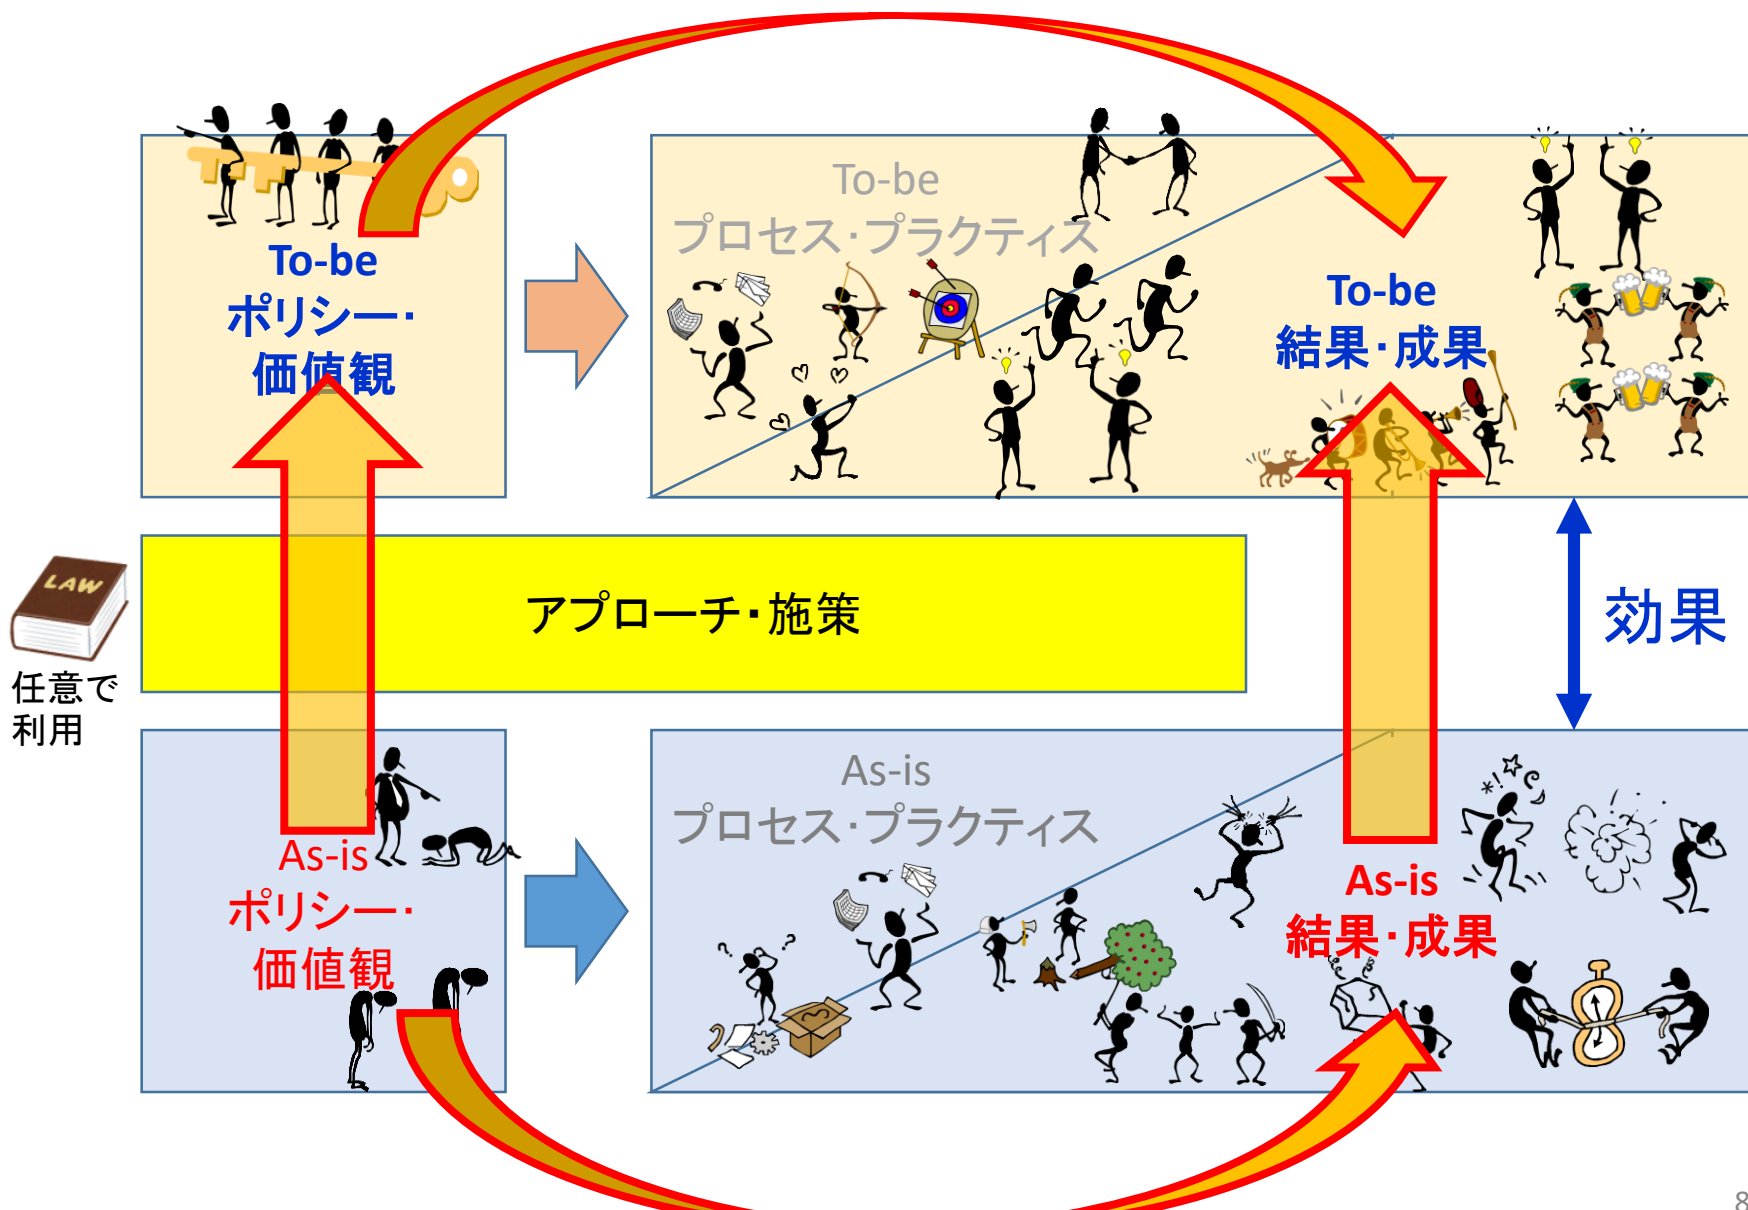 To-be
ポリシー・
価値観
To-be
プロセス・プラクティス
To-be
結果・成果
LAW
任意で
利用
アプローチ・施策
効果
As-is
ポリシー・
価値観
As-is
プロセス・プラクティス
As-is
結果・成果
8